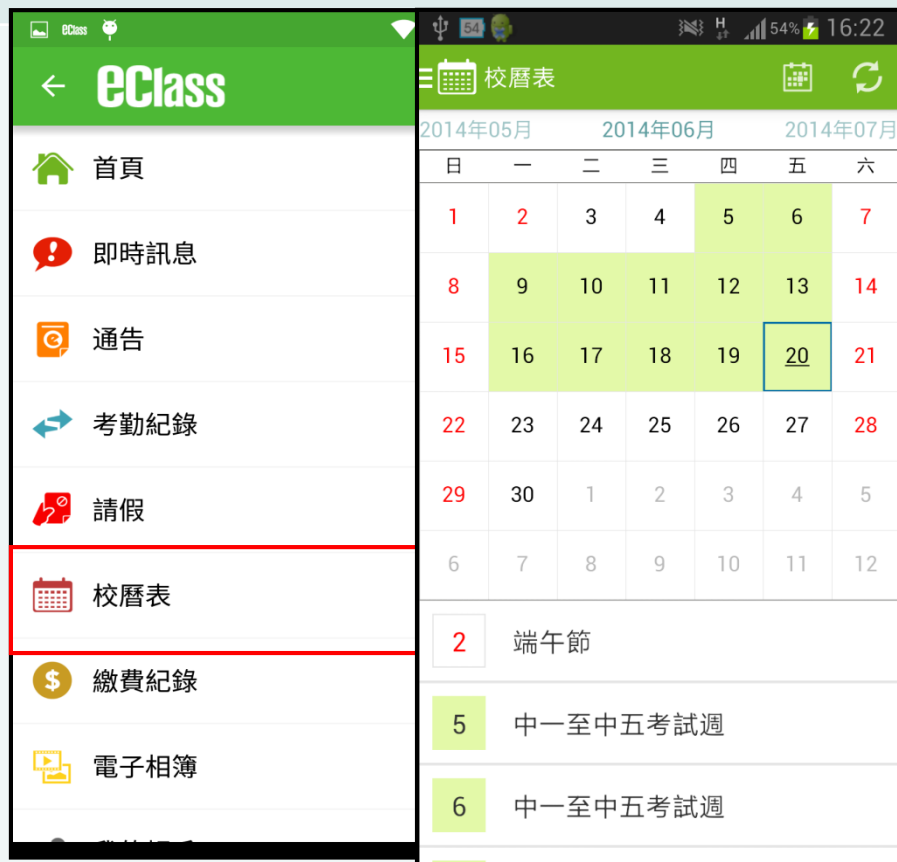 eClass
eClass
首頁
即時訊息
通告
考勤紀錄
請假
校曆表
繳費紀錄
電子相簿
54 H 54% 16:22
校曆表
2014年05月 2014年06月 2014年07月
日 一 二 三 四 五 六
1 2 3 4 5 6 7
8 9 10 11 12 13 14
15 16 17 18 19 20 21
22 23 24 25 26 27 28
29 30 1 2 3 4 5
6 7 8 9 10 11 12
2 端午節
5 中一至中五考試週
6 中一至中五考試週